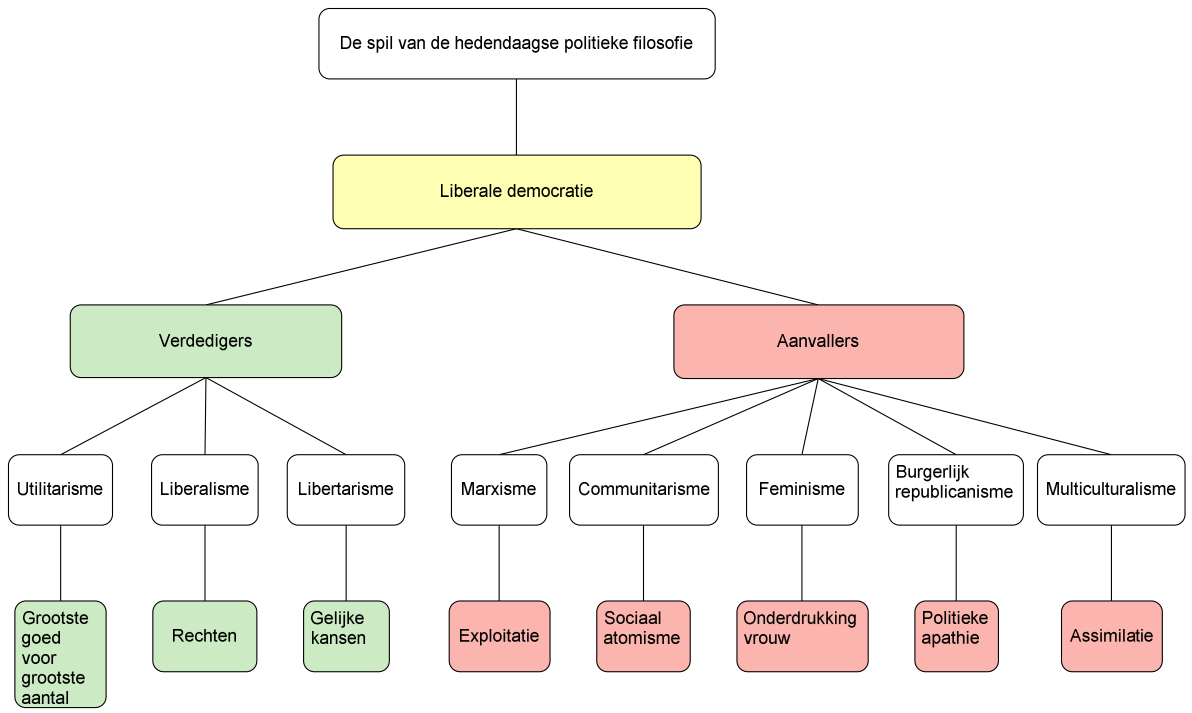 De spil van de hedendaagse politieke filosofie
Liberale democratie
Verdedigers
Aanvallers
Utilitarisme
Liberalisme
Libertarisme
Marxisme
Communitarisme
Feminisme
Burgerlijk
republicanisme
Multiculturalisme
Grootste
goed
voor
grootste
aantal
Rechten
Gelijke
kansen
Exploitatie
Sociaal
atomisme
Onderdrukking
vrouw
Politieke
apathie
Assimilatie